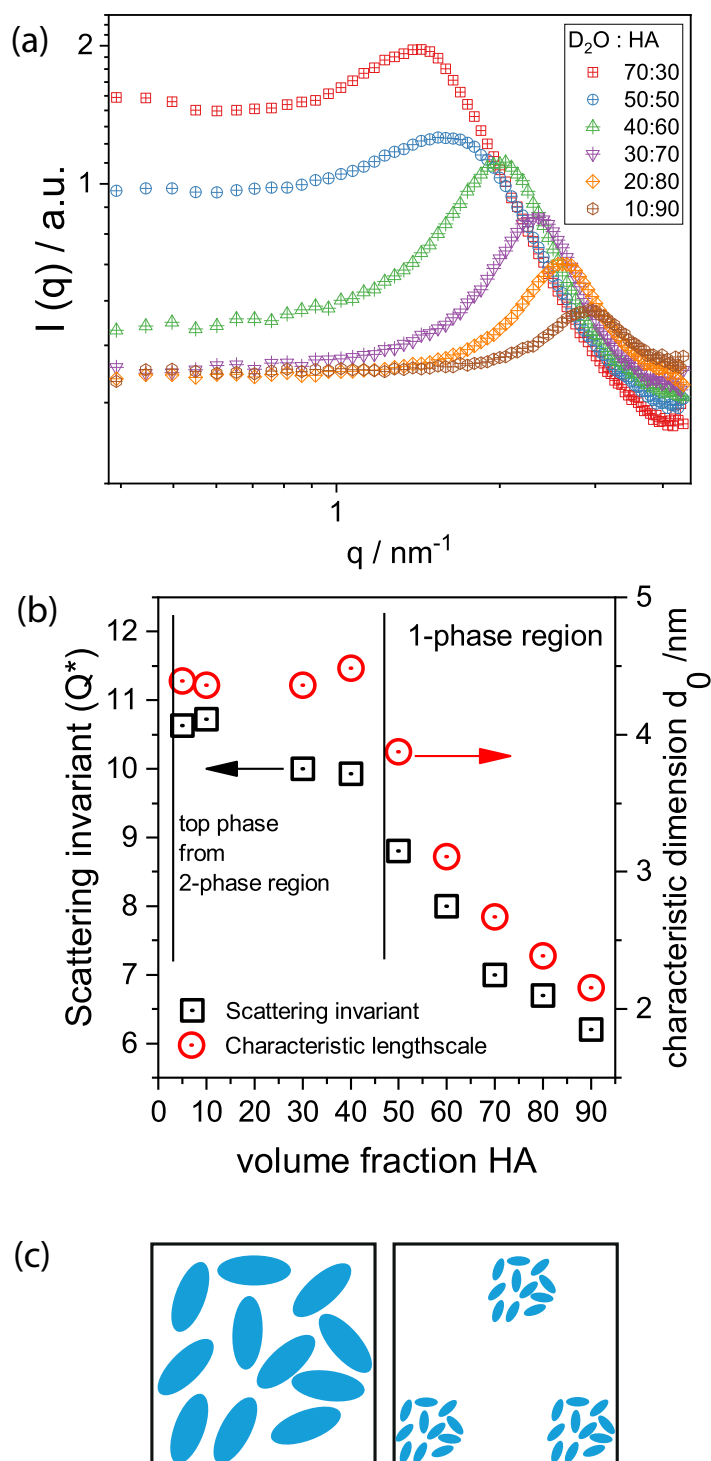 (a)
2
1
I (q) / a.u.
D₂O : HA
70:30
50:50
40:60
30:70
20:80
10:90
1
q / nm⁻¹
(b)
12
11
10
9
8
7
6
Scattering invariant (Q*)
5
4
3
2
characteristic dimension d₀ /nm
1-phase region
top phase
from
2-phase region
Scattering invariant
Characteristic lengthscale
0 10 20 30 40 50 60 70 80 90
volume fraction HA
(c)